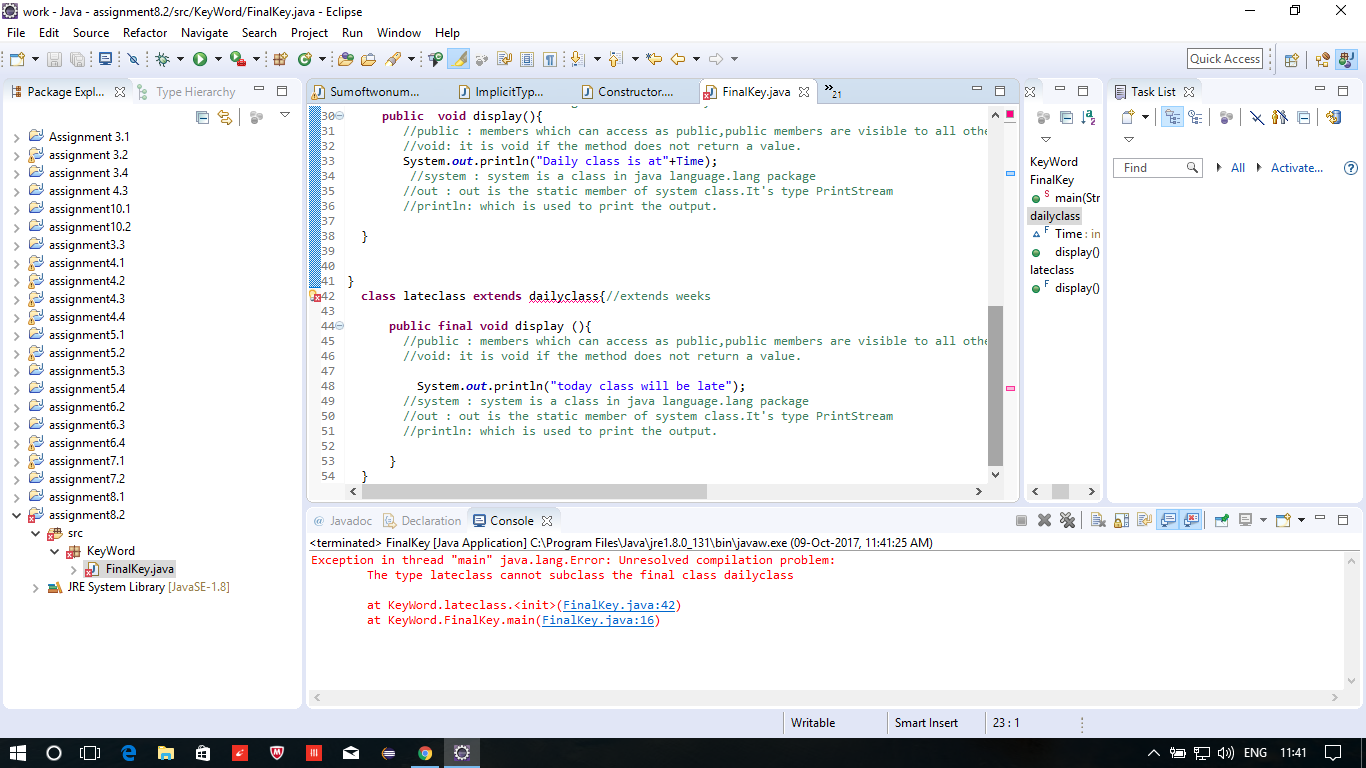 work - Java - assignment8.2/src/KeyWord/FinalKey.java - Eclipse
File Edit Source Refactor Navigate Search Project Run Window Help
Quick Access
Package Expl... Type Hierarchy
Assignment 3.1
assignment 3.2
assignment 3.4
assignment 4.3
assignment10.1
assignment10.2
assignment3.3
assignment4.1
assignment4.2
assignment4.3
assignment4.4
assignment5.1
assignment5.2
assignment5.3
assignment5.4
assignment6.2
assignment6.3
assignment6.4
assignment7.1
assignment7.2
assignment8.1
assignment8.2
src
KeyWord
FinalKey.java
JRE System Library [JavaSE-1.8]
Sumoftwonum... ImplicitTyp... Constructor.... FinalKey.java »21
30 public void display(){
31 //public : members which can access as public,public members are visible to all othe
32 //void: it is void if the method does not return a value.
33 System.out.println("Daily class is at"+Time);
34 //system : system is a class in java language.lang package
35 //out : out is the static member of system class.It's type PrintStream
36 //println: which is used to print the output.
37
38 }
39
40
41 }
42 class lateclass extends dailyclass{//extends weeks
43
44 public final void display (){
45 //public : members which can access as public,public members are visible to all othe
46 //void: it is void if the method does not return a value.
47
48 System.out.println("today class will be late");
49 //system : system is a class in java language.lang package
50 //out : out is the static member of system class.It's type PrintStream
51 //println: which is used to print the output.
52
53 }
54 }
KeyWord
FinalKey
S main(Str
dailyclass
F Time : in
display()
lateclass
F display()
Task List
Find All Activate...
@ Javadoc Declaration Console
<terminated> FinalKey [Java Application] C:\Program Files\Java\jre1.8.0_131\bin\javaw.exe (09-Oct-2017, 11:41:25 AM)
Exception in thread "main" java.lang.Error: Unresolved compilation problem:
The type lateclass cannot subclass the final class dailyclass
at KeyWord.lateclass.<init>(FinalKey.java:42)
at KeyWord.FinalKey.main(FinalKey.java:16)
Writable Smart Insert 23 : 1
ENG 11:41